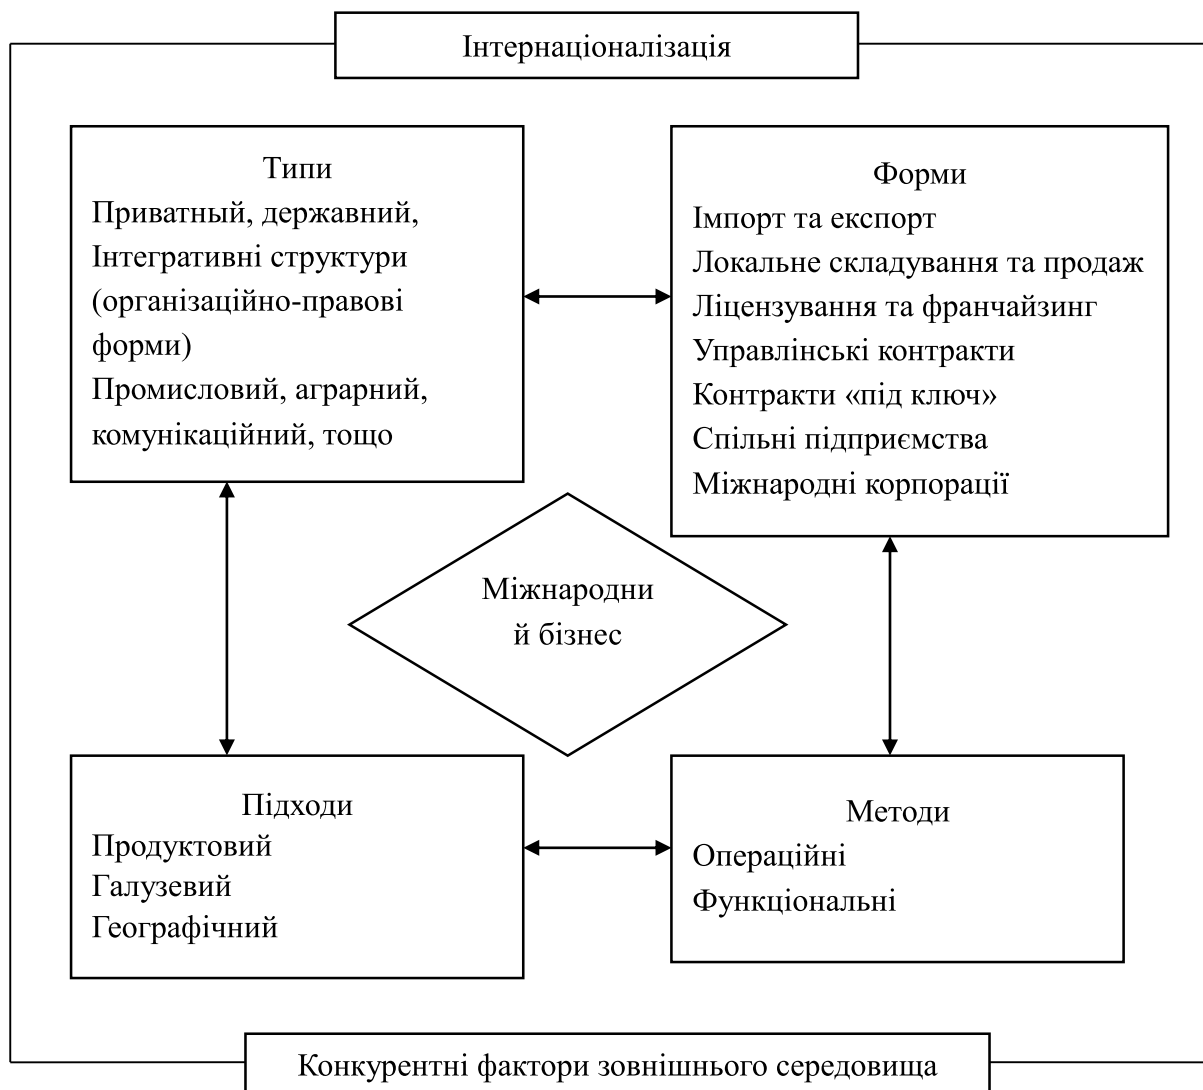 Інтернаціоналізація
Типи
Приватный, державний,
Інтегративні структури
(організаційно-правові
форми)
Промисловий, аграрний,
комунікаційний, тощо
Форми
Імпорт та експорт
Локальне складування та продаж
Ліцензування та франчайзинг
Управлінські контракти
Контракти «під ключ»
Спільні підприємства
Міжнародні корпорації
Міжнародни
й бізнес
Підходи
Продуктовий
Галузевий
Географічний
Методи
Операційні
Функціональні
Конкурентні фактори зовнішнього середовища